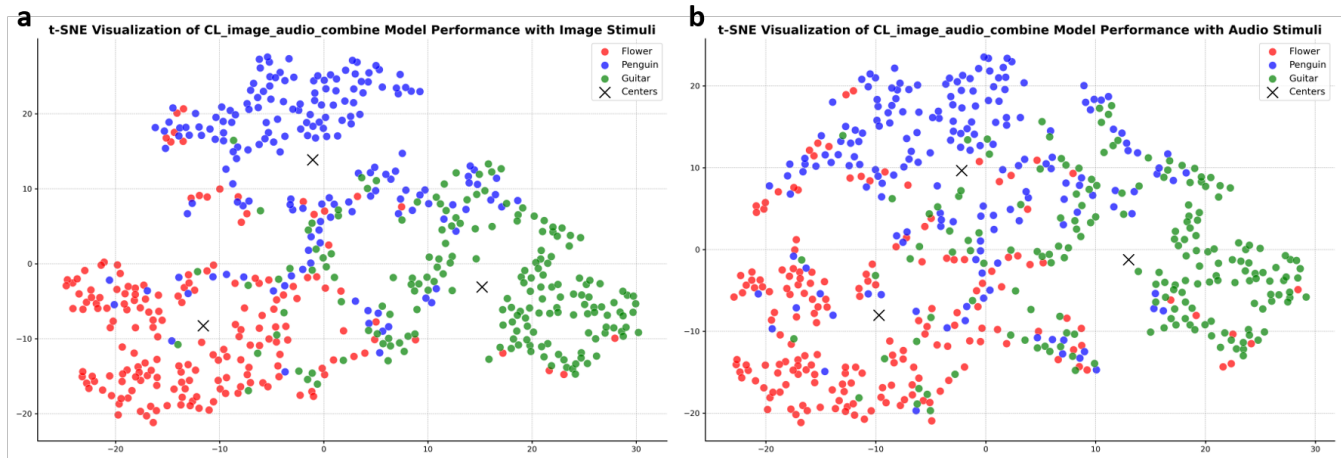 a
t-SNE Visualization of CL_image_audio_combine Model Performance with Image Stimuli
Flower
Penguin
Guitar
Centers
20
10
0
−10
−20
−20
−10
0
10
20
30
b
t-SNE Visualization of CL_image_audio_combine Model Performance with Audio Stimuli
Flower
Penguin
Guitar
Centers
20
10
0
−10
−20
−20
−10
0
10
20
30